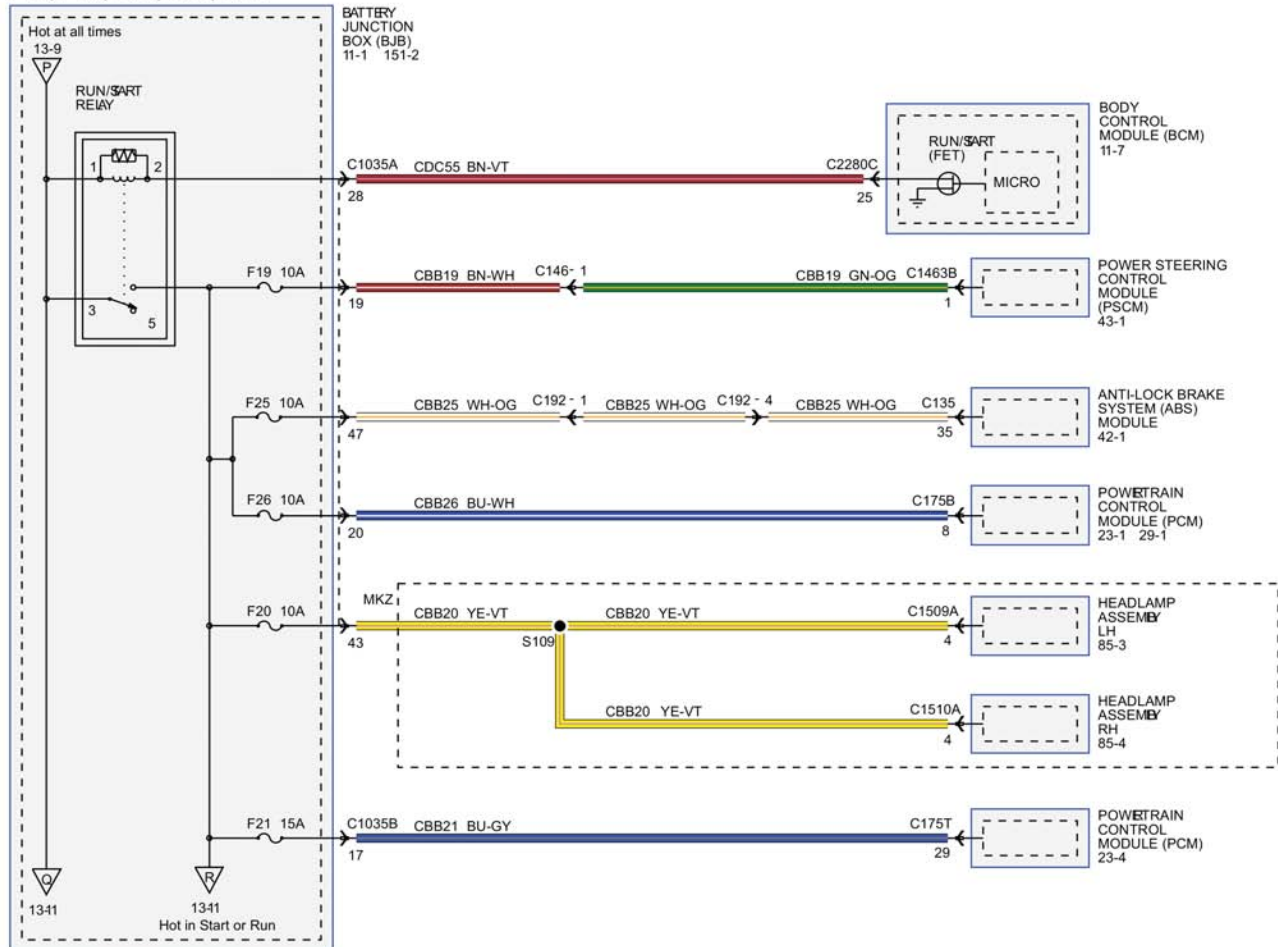 BATTERY
JUNCTION
BOX (BJB)
11-1 151-2
Hot at all times
13-9
P
RUN/START
RELAY
1 2
3
5
C1035A CDC55 BN-VT C2280C
28 25
RUN/START
(FET)
MICRO
BODY
CONTROL
MODULE (BCM)
11-7
F19 10A CBB19 BN-WH C146- 1 CBB19 GN-OG C1463B
19 1
POWER STEERING
CONTROL
MODULE
(PSCM)
43-1
F25 10A CBB25 WH-OG C192 - 1 CBB25 WH-OG C192 - 4 CBB25 WH-OG C135
47 35
ANTI-LOCK BRAKE
SYSTEM (ABS)
MODULE
42-1
F26 10A CBB26 BU-WH C175B
20 8
POWETRAIN
CONTROL
MODULE (PCM)
23-1 29-1
MKZ
F20 10A CBB20 YE-VT CBB20 YE-VT C1509A
43 S109 4
HEADLAMP
ASSEMBLY
LH
85-3
CBB20 YE-VT C1510A
4
HEADLAMP
ASSEMBLY
RH
85-4
F21 15A C1035B CBB21 BU-GY C175T
17 29
POWETRAIN
CONTROL
MODULE (PCM)
23-4
Q
13-11
R
13-11
Hot in Start or Run